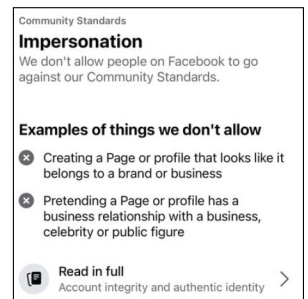 Community Standards
Impersonation
We don't allow people on Facebook to go
against our Community Standards.
Examples of things we don't allow
Creating a Page or profile that looks like it
belongs to a brand or business
Pretending a Page or profile has a
business relationship with a business,
celebrity or public figure
Read in full
Account integrity and authentic identity